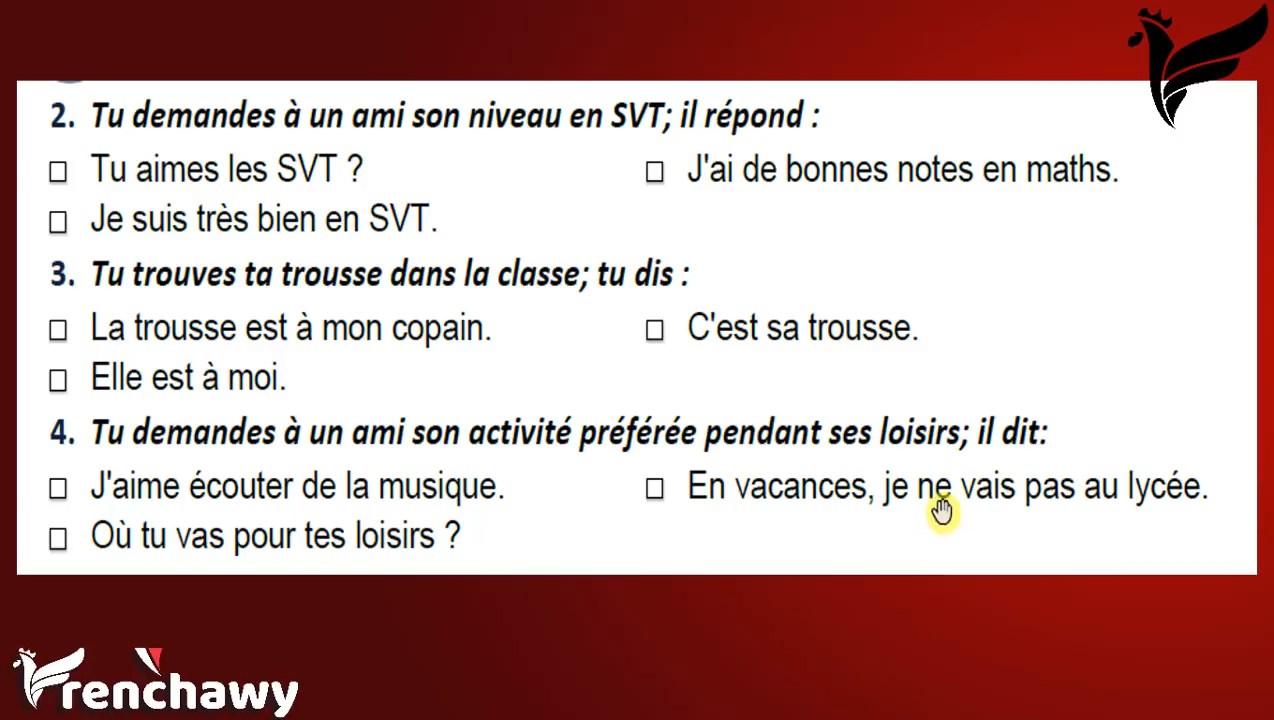 2. Tu demandes à un ami son niveau en SVT; il répond :
□ Tu aimes les SVT ? □ J'ai de bonnes notes en maths.
□ Je suis très bien en SVT.
3. Tu trouves ta trousse dans la classe; tu dis :
□ La trousse est à mon copain. □ C'est sa trousse.
□ Elle est à moi.
4. Tu demandes à un ami son activité préférée pendant ses loisirs; il dit:
□ J'aime écouter de la musique. □ En vacances, je ne vais pas au lycée.
□ Où tu vas pour tes loisirs ?
Frenchawy